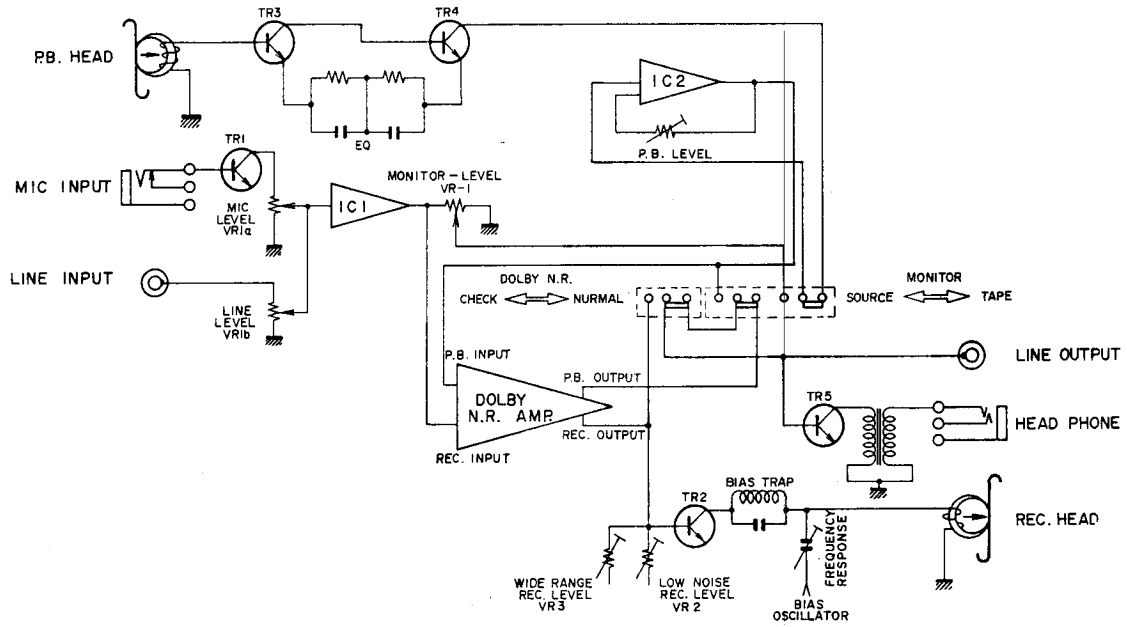 TR3
TR4
P.B. HEAD
IC2
P.B. LEVEL
EQ
TR1
MIC INPUT
MONITOR-LEVEL
VR-1
IC1
MIC
LEVEL
VR1a
LINE INPUT
DOLBY N.R.
CHECK
NORMAL
MONITOR
SOURCE
TAPE
LINE
LEVEL
VR1b
LINE OUTPUT
P.B. INPUT
P.B. OUTPUT
DOLBY
N.R. AMP.
TR5
HEAD PHONE
REC. OUTPUT
REC. INPUT
BIAS TRAP
TR2
REC. HEAD
FREQUENCY
RESPONSE
WIDE RANGE
REC. LEVEL
VR3
LOW NOISE
REC. LEVEL
VR2
BIAS
OSCILLATOR